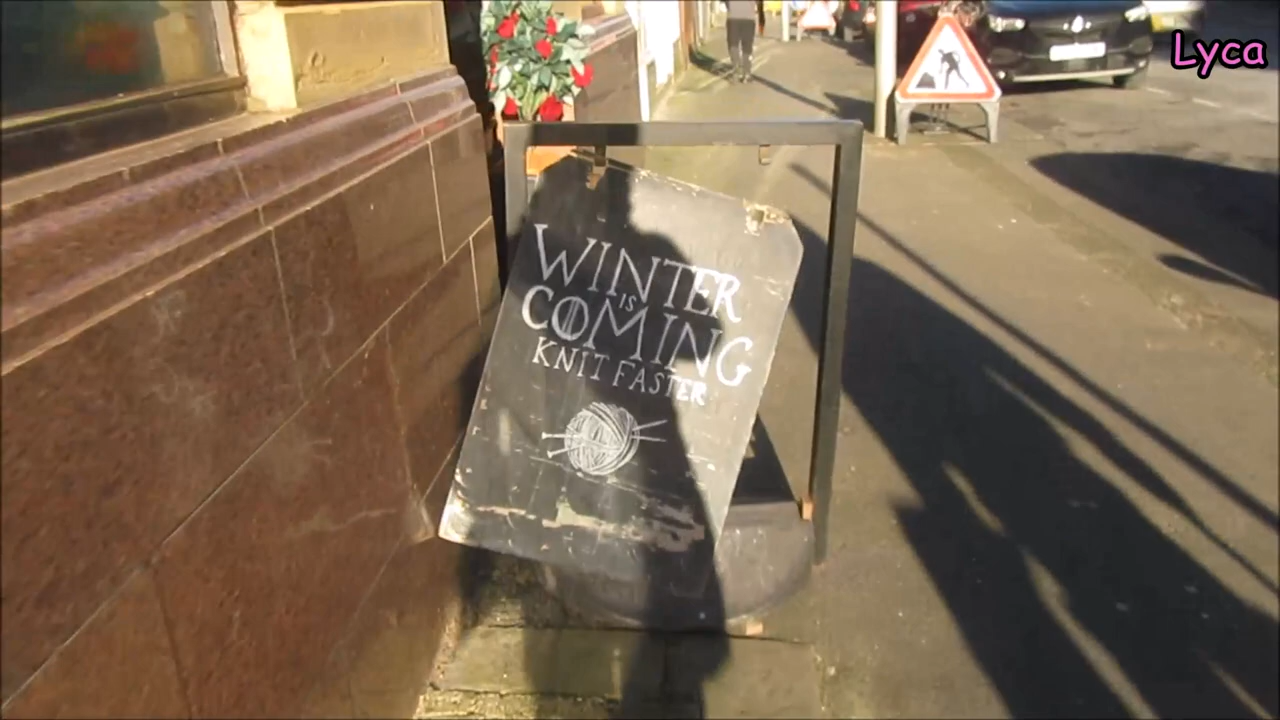 Lyca
WINTER
IS
COMING
KNIT FASTER